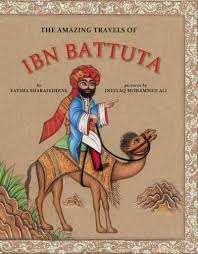 THE AMAZING TRAVELS OF
IBN BATTUTA
by pictures by
FATIMA SHARAFEDDINE INTELAQ MOHAMMED ALI